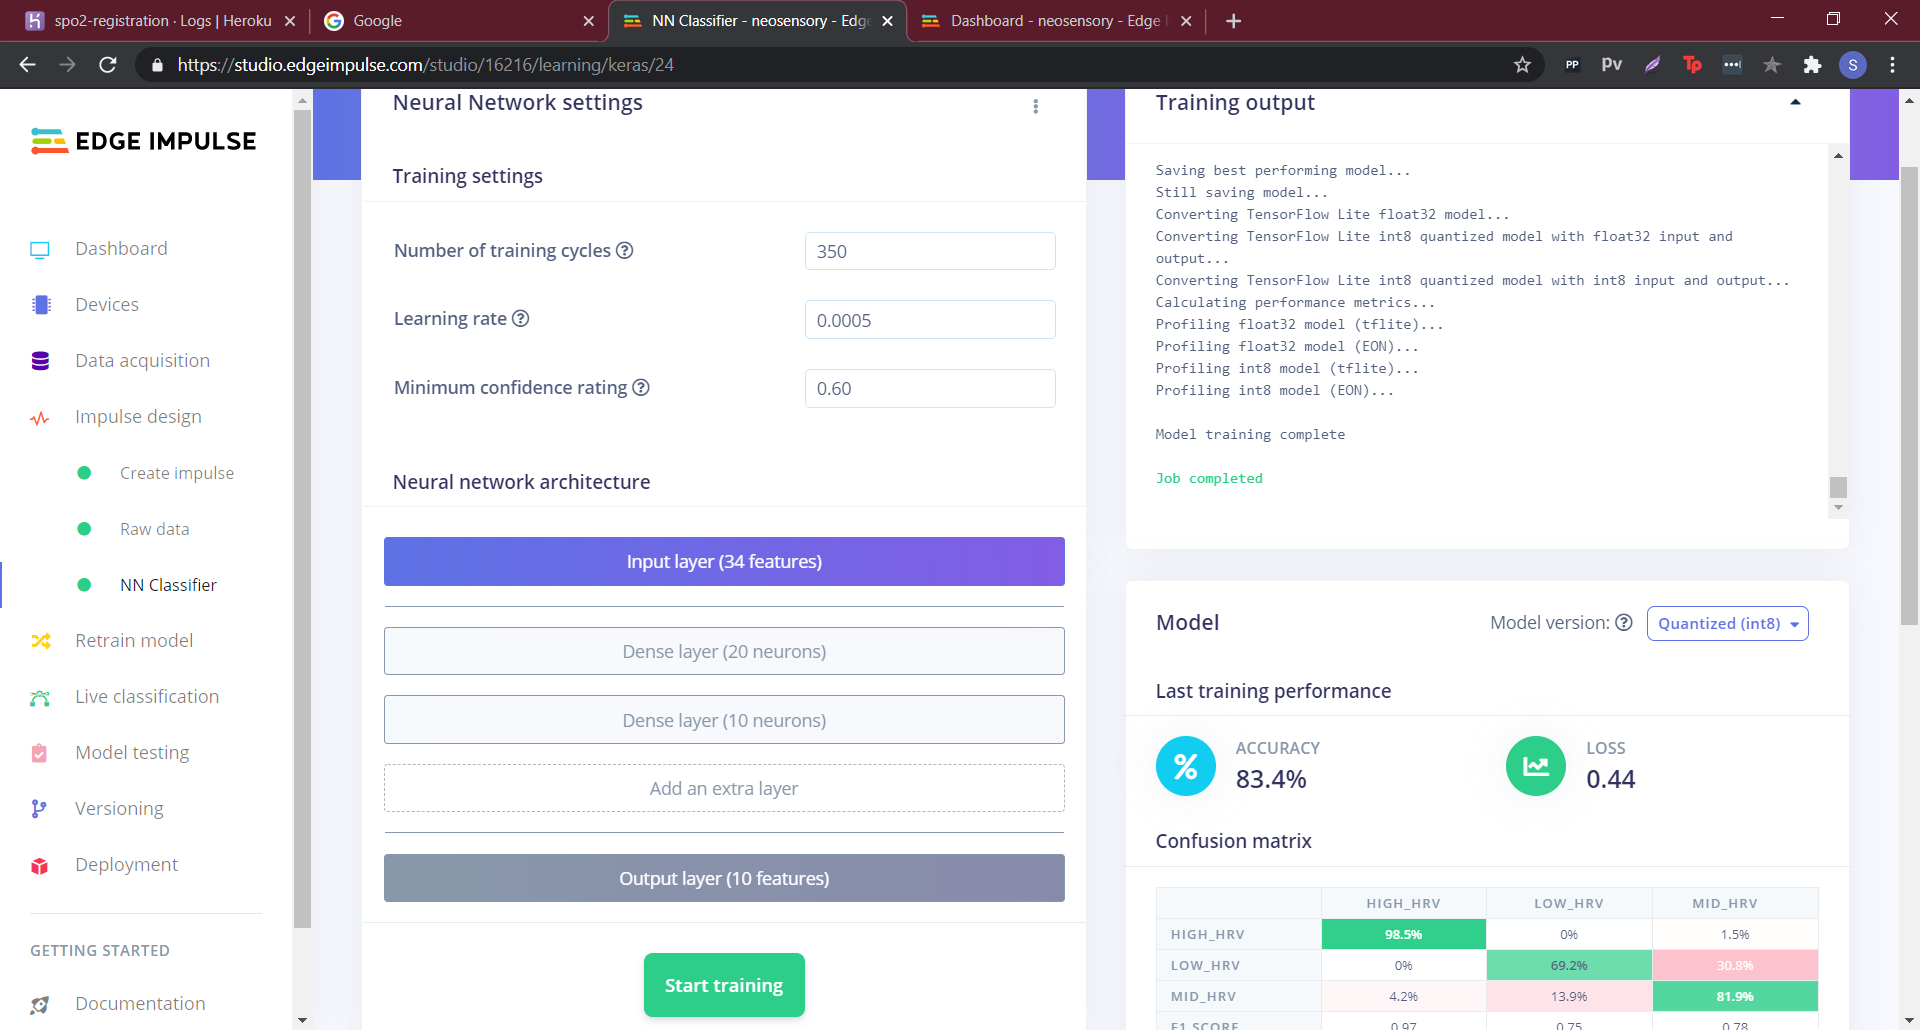 spo2-registration · Logs | Heroku
Google
NN Classifier - neosensory - Edge
Dashboard - neosensory - Edge I
https://studio.edgeimpulse.com/studio/16216/learning/keras/24
PP
Pv
Tp
S
EDGE IMPULSE
Dashboard
Devices
Data acquisition
Impulse design
Create impulse
Raw data
NN Classifier
Retrain model
Live classification
Model testing
Versioning
Deployment
GETTING STARTED
Documentation
Neural Network settings
Training settings
Number of training cycles ?
350
Learning rate ?
0.0005
Minimum confidence rating ?
0.60
Neural network architecture
Input layer (34 features)
Dense layer (20 neurons)
Dense layer (10 neurons)
Add an extra layer
Output layer (10 features)
Start training
Training output
Saving best performing model...
Still saving model...
Converting TensorFlow Lite float32 model...
Converting TensorFlow Lite int8 quantized model with float32 input and
output...
Converting TensorFlow Lite int8 quantized model with int8 input and output...
Calculating performance metrics...
Profiling float32 model (tflite)...
Profiling float32 model (EON)...
Profiling int8 model (tflite)...
Profiling int8 model (EON)...
Model training complete
Job completed
Model
Model version: ? Quantized (int8)
Last training performance
% ACCURACY
83.4%
LOSS
0.44
Confusion matrix
HIGH_HRV LOW_HRV MID_HRV
HIGH_HRV 98.5% 0% 1.5%
LOW_HRV 0% 69.2% 30.8%
MID_HRV 4.2% 13.9% 81.9%
F1 SCORE 0.97 0.75 0.78